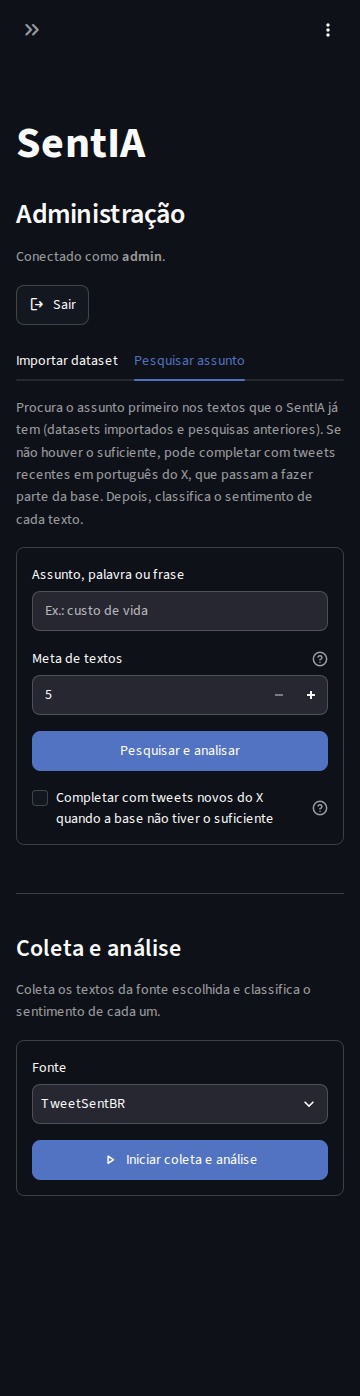 SentIA
Administração
Conectado como admin.
Sair
Importar dataset
Pesquisar assunto
Procura o assunto primeiro nos textos que o SentIA já
tem (datasets importados e pesquisas anteriores). Se
não houver o suficiente, pode completar com tweets
recentes em português do X, que passam a fazer
parte da base. Depois, classifica o sentimento de
cada texto.
Assunto, palavra ou frase
Ex.: custo de vida
Meta de textos
5
Pesquisar e analisar
Completar com tweets novos do X
quando a base não tiver o suficiente
Coleta e análise
Coleta os textos da fonte escolhida e classifica o
sentimento de cada um.
Fonte
TweetSentBR
Iniciar coleta e análise